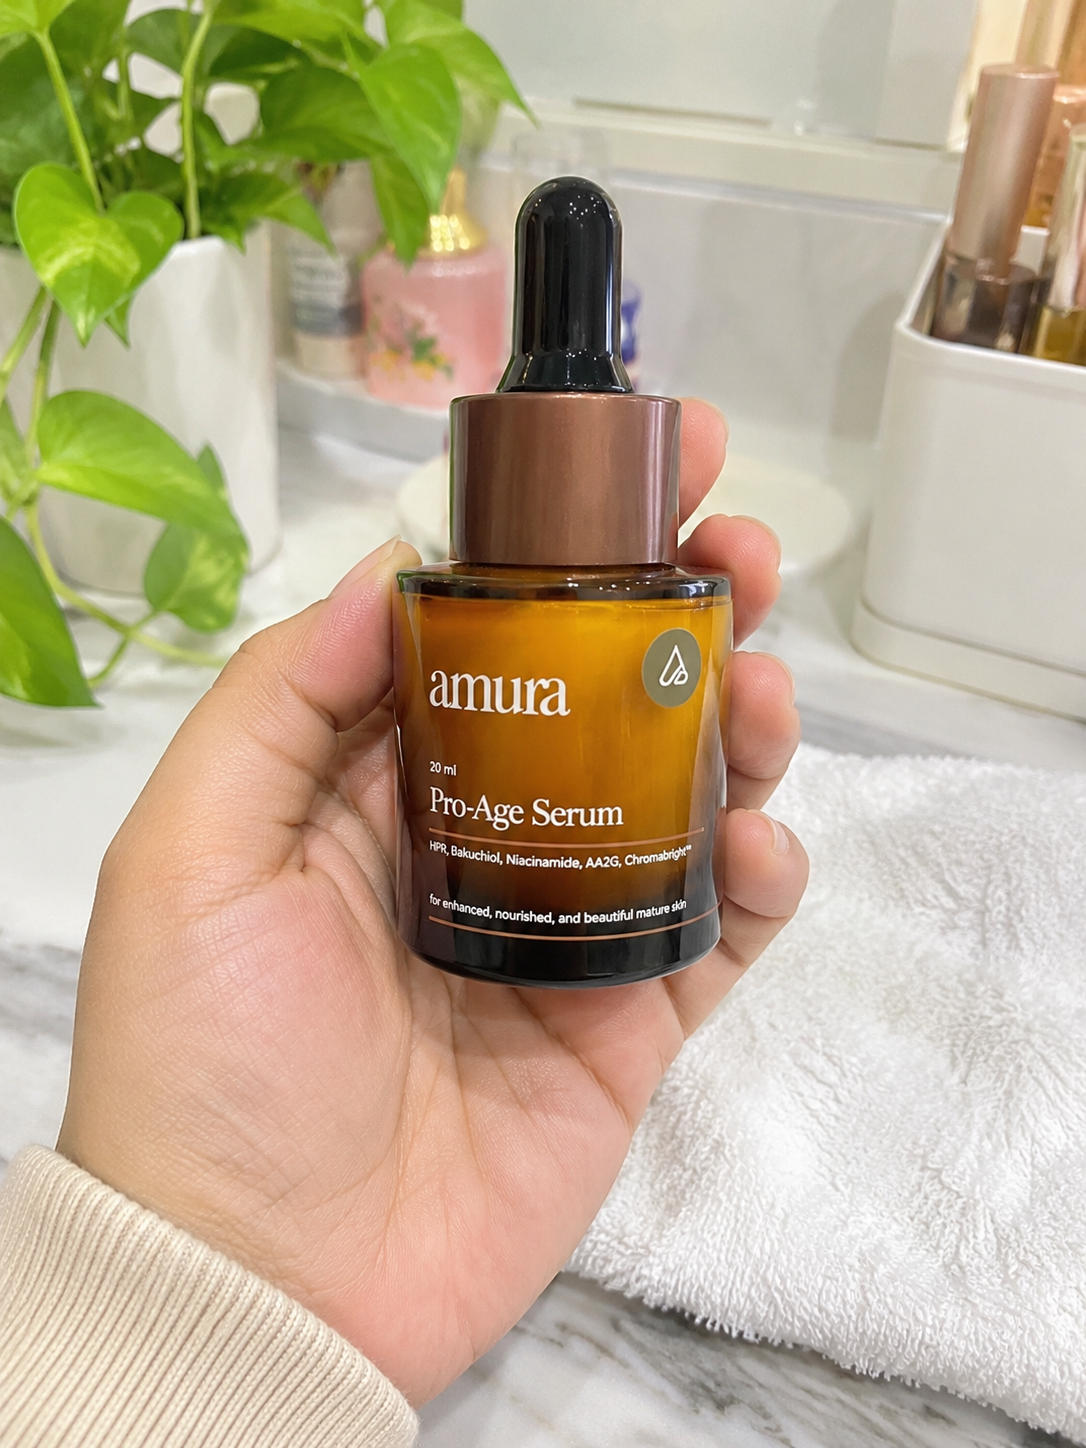 amura
20 ml
Pro-Age Serum
HPR, Bakuchiol, Niacinamide, AA2G, Chromabright™
for enhanced, nourished, and beautiful mature skin